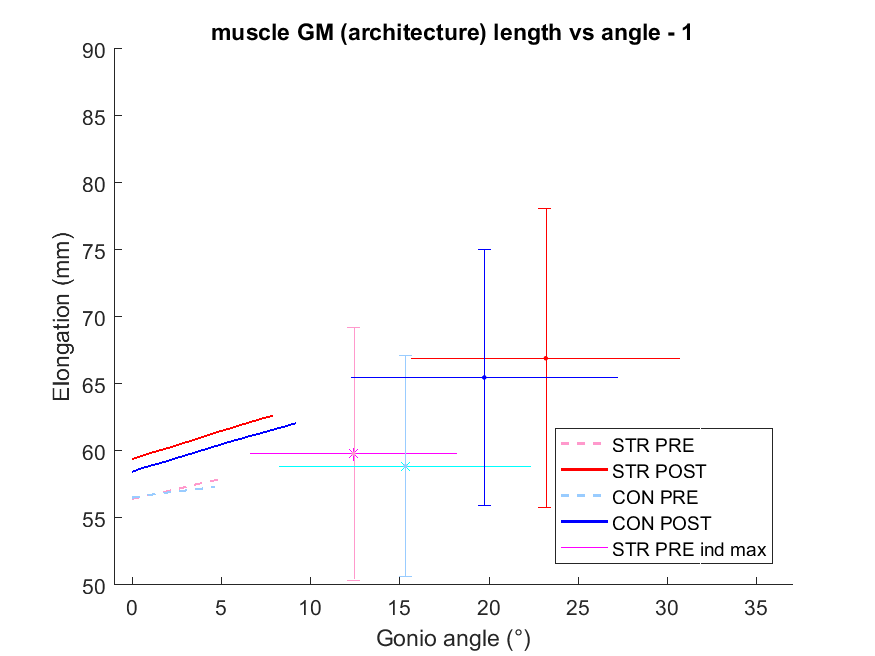 muscle GM (architecture) length vs angle - 1
90
85
80
75
70
65
60
55
50
Elongation (mm)
0 5 10 15 20 25 30 35
Gonio angle (°)
STR PRE
STR POST
CON PRE
CON POST
STR PRE ind max